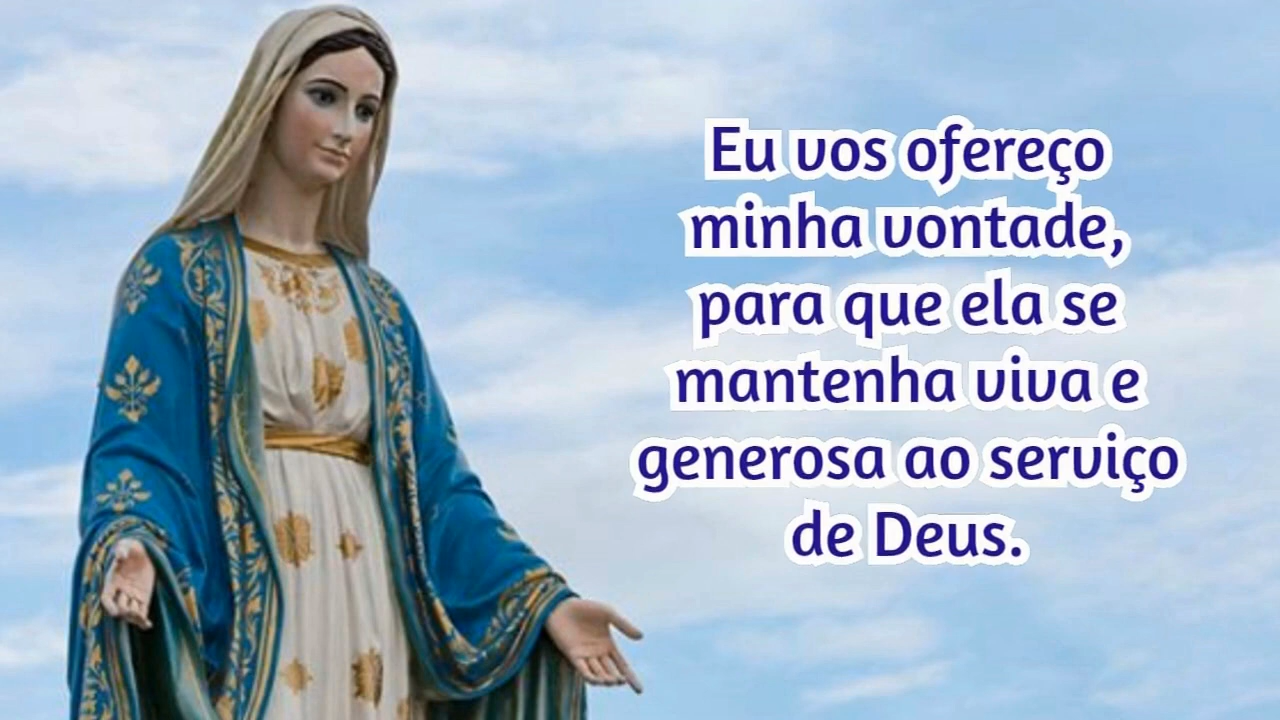 Eu vos ofereço
minha vontade,
para que ela se
mantenha viva e
generosa ao serviço
de Deus.